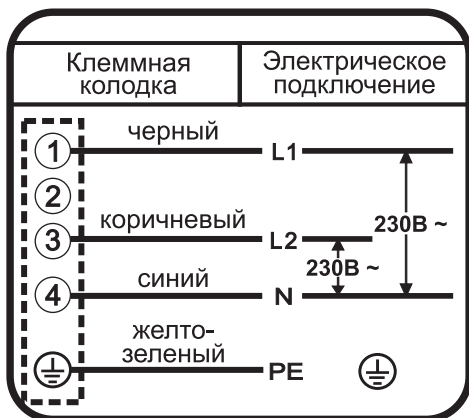 Клеммная колодка
Электрическое подключение
1 черный L1
2
230В ~
3 коричневый L2
230В ~
4 синий N
желто-
зеленый PE